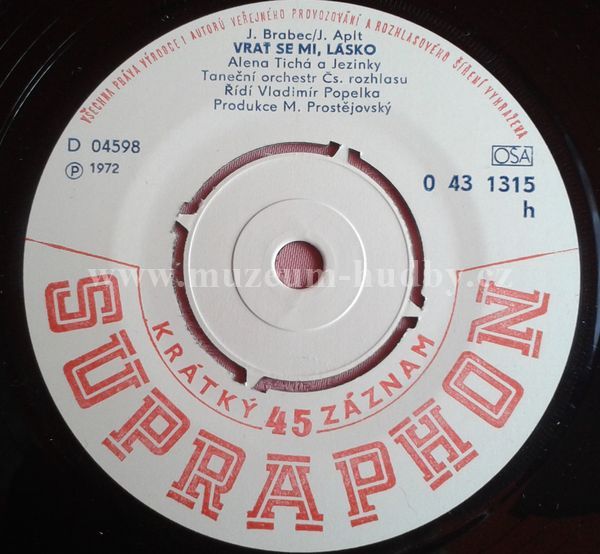 VŠECHNA PRÁVA VÝROBCE I AUTORŮ VEŘEJNÉHO PROVOZOVÁNÍ A ROZHLASOVÉHO ŠÍŘENÍ VYHRAŽENA
J. Brabec/J. Aplt
VRAŤ SE MI, LÁSKO
Alena Tichá a Jezinky
Taneční orchestr Čs. rozhlasu
Řídí Vladimír Popelka
Produkce M. Prostějovský
D 04598
Ⓟ 1972
OSA
0 43 1315
h
www.muzeum-hudby.cz
KRÁTKÝ 45 ZÁZNAM
SUPRAPHON